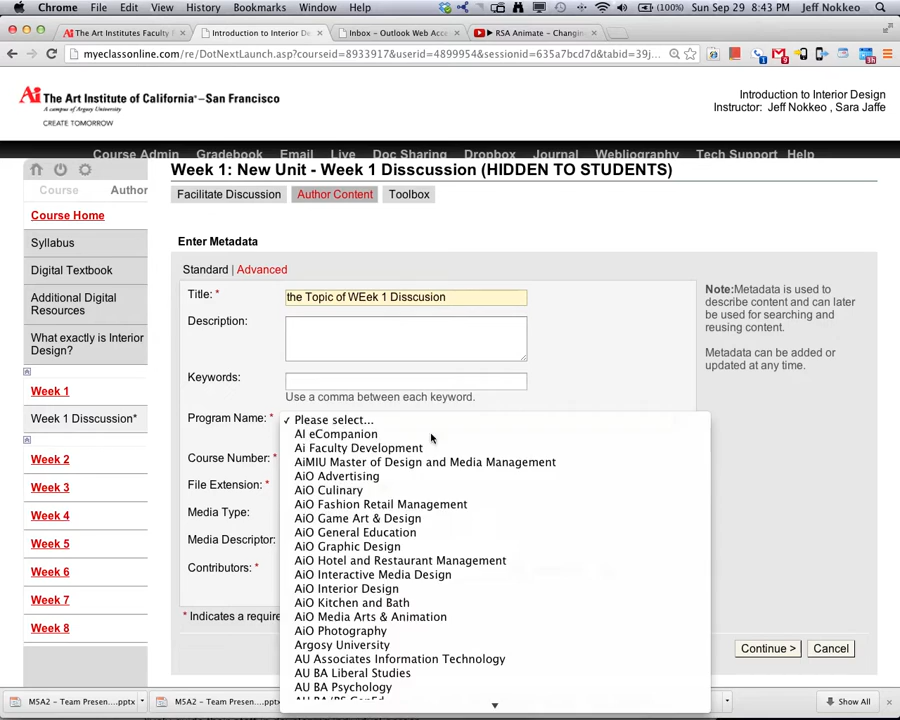 Chrome File Edit View History Bookmarks Window Help (100%) Sun Sep 29 8:43 PM Jeff Nokkeo
The Art Institutes Faculty Introduction to Interior D Inbox - Outlook Web Acce RSA Animate - Changin
myeclassonline.com/re/DotNextLaunch.asp?courseid=8933917&userid=4899954&sessionid=635a7bcd7d&tabid=39j...
Ai The Art Institute of California - San Francisco
A campus of Argosy University
CREATE TOMORROW
Introduction to Interior Design
Instructor: Jeff Nokkeo , Sara Jaffe
Course Admin Gradebook Email Live Doc Sharing Dropbox Journal Webliography Tech Support Help
Course Author
Course Home
Syllabus
Digital Textbook
Additional Digital
Resources
What exactly is Interior
Design?
Week 1
Week 1 Disscussion*
Week 2
Week 3
Week 4
Week 5
Week 6
Week 7
Week 8
Week 1: New Unit - Week 1 Disscussion (HIDDEN TO STUDENTS)
Facilitate Discussion Author Content Toolbox
Enter Metadata
Standard | Advanced
Title: * the Topic of WEek 1 Disscusion
Description:
Keywords:
Use a comma between each keyword.
Program Name: *
Course Number: *
File Extension: *
Media Type:
Media Descriptor:
Contributors: *
* Indicates a require
✓ Please select...
AI eCompanion
Ai Faculty Development
AiMIU Master of Design and Media Management
AiO Advertising
AiO Culinary
AiO Fashion Retail Management
AiO Game Art & Design
AiO General Education
AiO Graphic Design
AiO Hotel and Restaurant Management
AiO Interactive Media Design
AiO Interior Design
AiO Kitchen and Bath
AiO Media Arts & Animation
AiO Photography
Argosy University
AU Associates Information Technology
AU BA Liberal Studies
AU BA Psychology
AU BA/BS GenEd
Note:Metadata is used to
describe content and can later
be used for searching and
reusing content.
Metadata can be added or
updated at any time.
Continue > Cancel
M5A2 - Team Presen....pptx M5A2 - Team Presen....pptx Show All